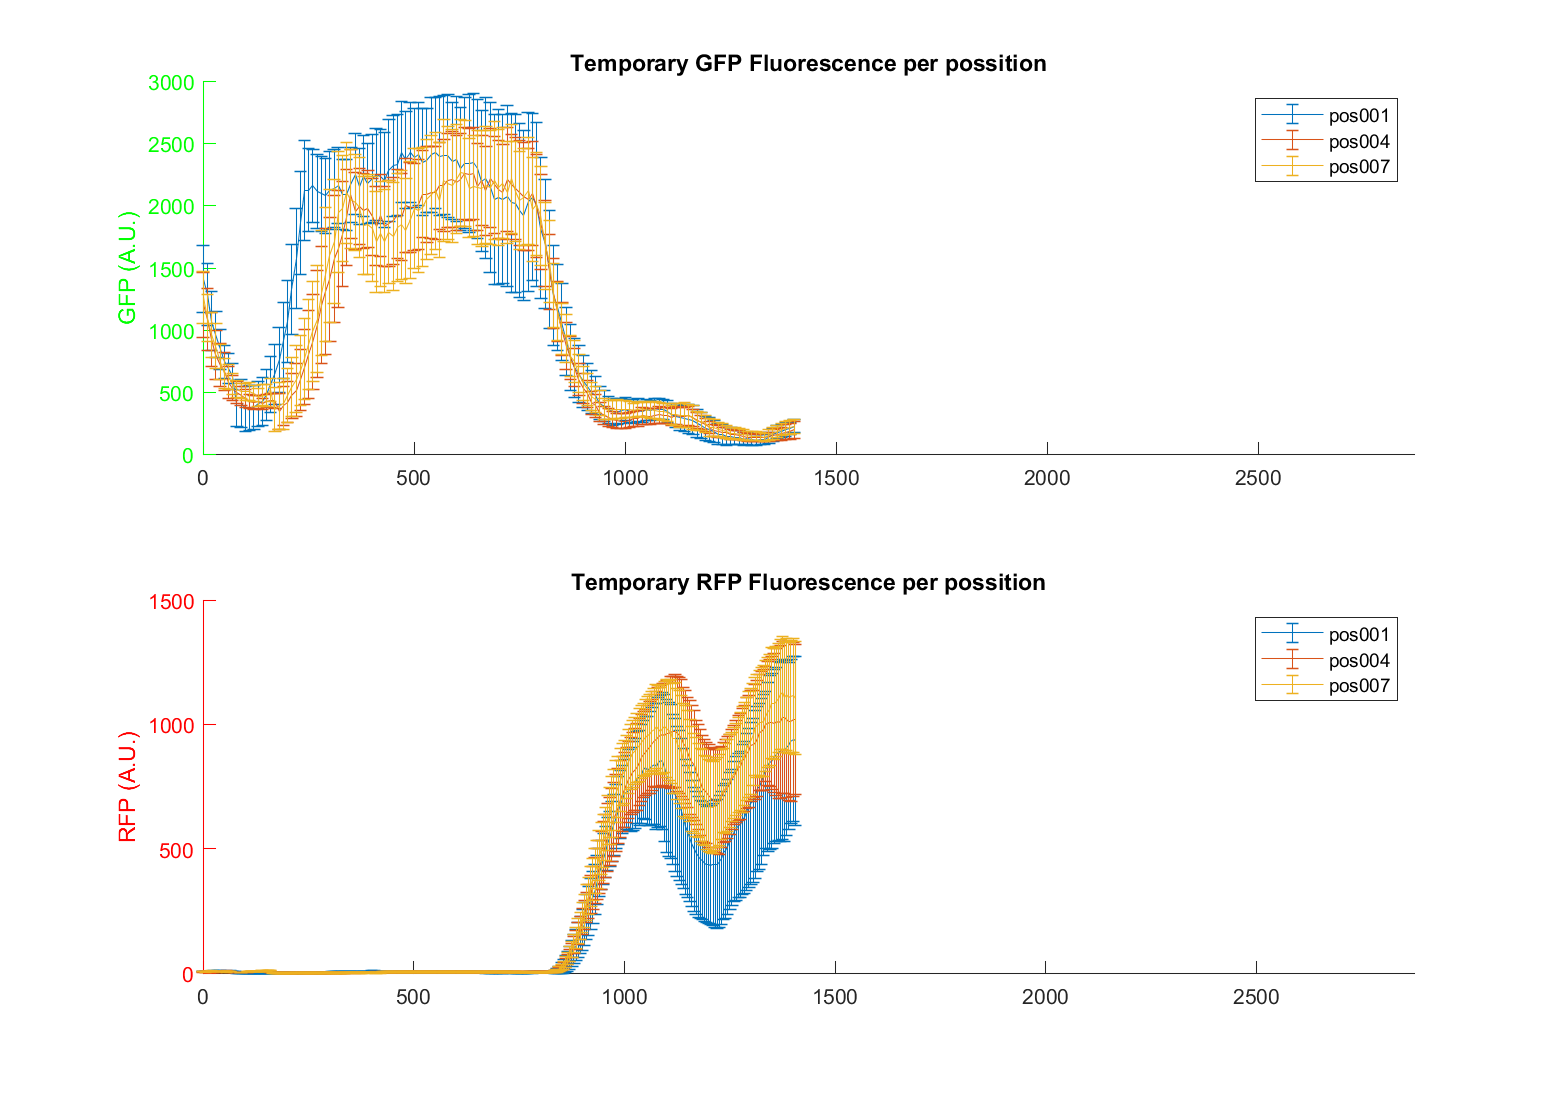 Temporary GFP Fluorescence per possition
3000
2500
2000
1500
1000
500
0
GFP (A.U.)
0 500 1000 1500 2000 2500
pos001
pos004
pos007
Temporary RFP Fluorescence per possition
1500
1000
500
0
RFP (A.U.)
0 500 1000 1500 2000 2500
pos001
pos004
pos007